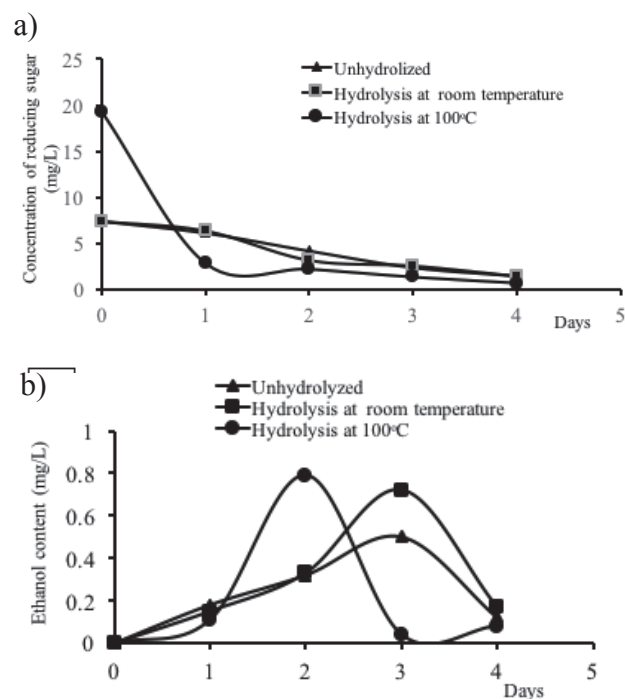 a)
Concentration of reducing sugar
(mg/L)
25
20
15
10
5
0
Unhydrolized
Hydrolysis at room temperature
Hydrolysis at 100°C
0 1 2 3 4 5
Days
b)
Ethanol content (mg/L)
Unhydrolyzed
Hydrolysis at room temperature
Hydrolysis at 100°C
1
0.8
0.6
0.4
0.2
0
0 1 2 3 4 5
Days